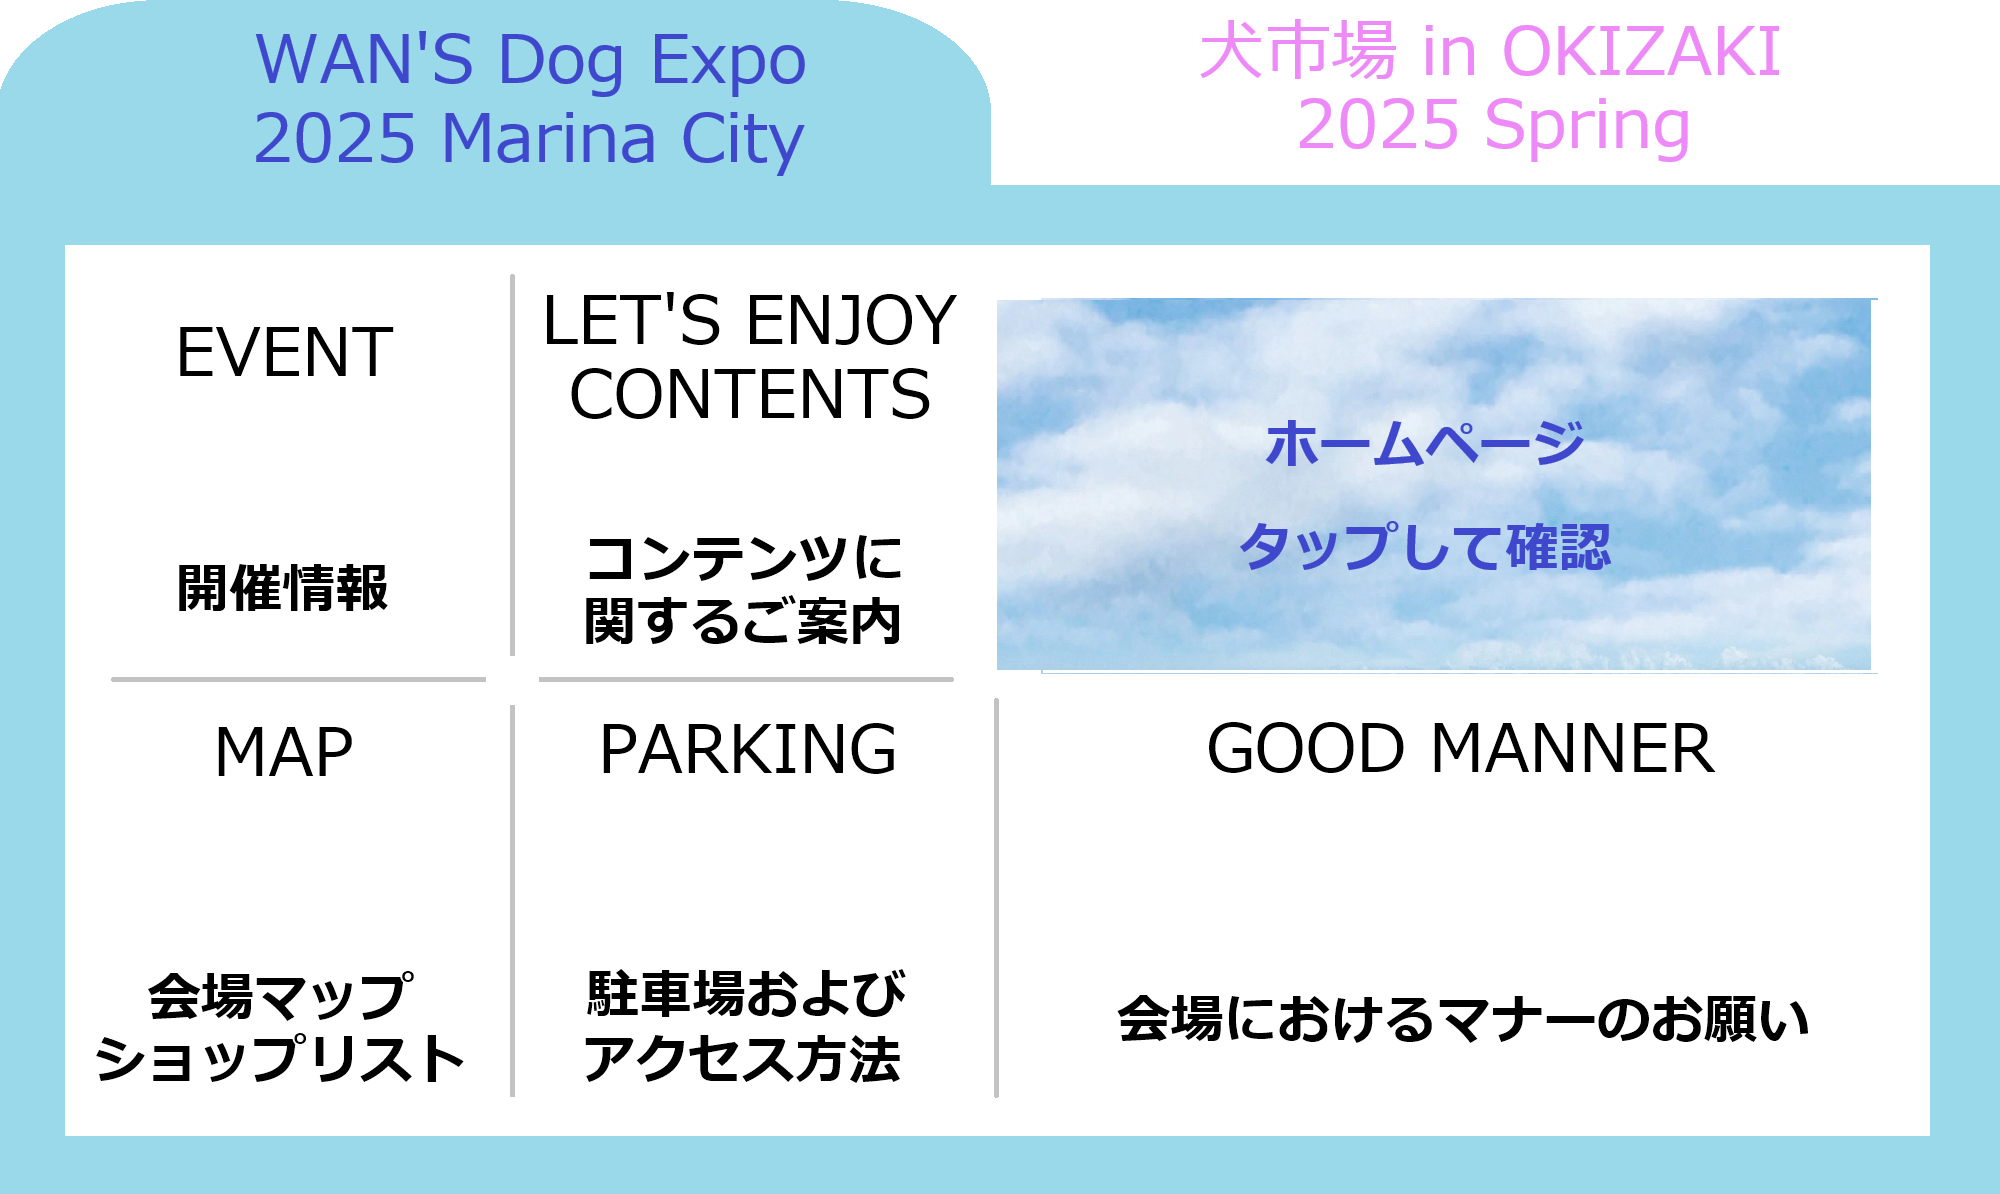 WAN'S Dog Expo
2025 Marina City
犬市場 in OKIZAKI
2025 Spring
EVENT
開催情報
LET'S ENJOY
CONTENTS
コンテンツに
関するご案内
ホームページ
タップして確認
MAP
会場マップ
ショップリスト
PARKING
駐車場および
アクセス方法
GOOD MANNER
会場におけるマナーのお願い